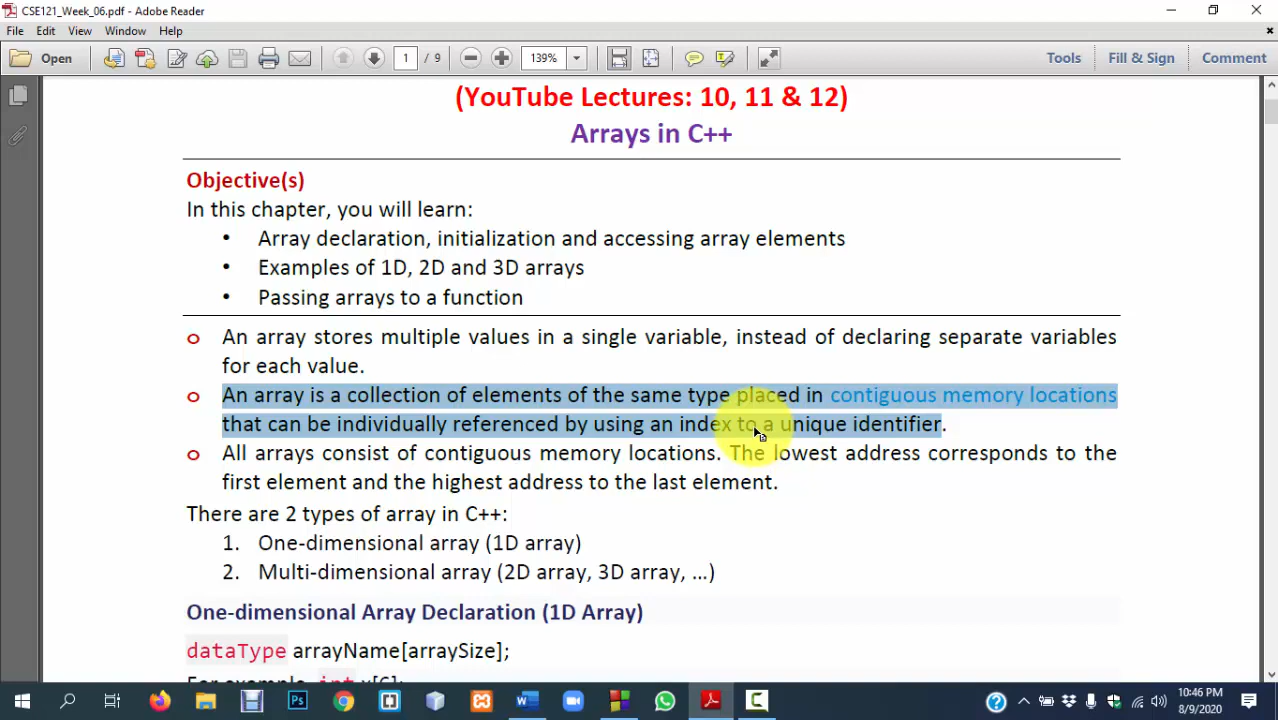 CSE121_Week_06.pdf - Adobe Reader
File Edit View Window Help
Open 1 / 9 139% Tools Fill & Sign Comment
(YouTube Lectures: 10, 11 & 12)
Arrays in C++
Objective(s)
In this chapter, you will learn:
• Array declaration, initialization and accessing array elements
• Examples of 1D, 2D and 3D arrays
• Passing arrays to a function
o An array stores multiple values in a single variable, instead of declaring separate variables
for each value.
o An array is a collection of elements of the same type placed in contiguous memory locations
that can be individually referenced by using an index to a unique identifier.
o All arrays consist of contiguous memory locations. The lowest address corresponds to the
first element and the highest address to the last element.
There are 2 types of array in C++:
1. One-dimensional array (1D array)
2. Multi-dimensional array (2D array, 3D array, ...)
One-dimensional Array Declaration (1D Array)
dataType arrayName[arraySize];
For example, int x[6];
10:46 PM
8/9/2020